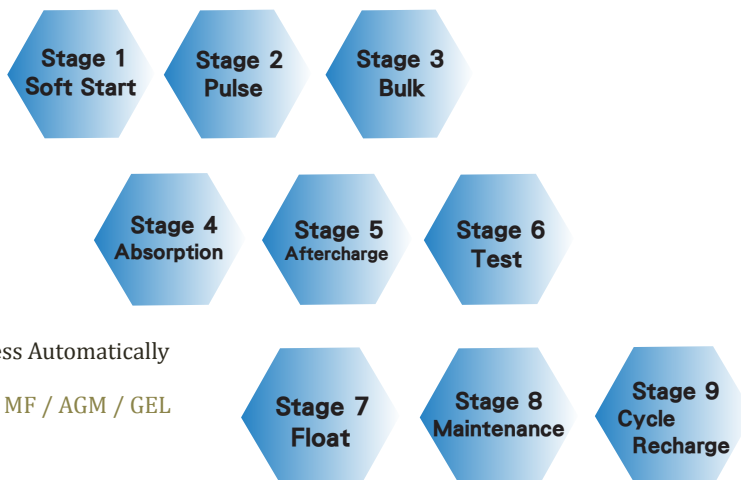 Stage 1
Soft Start
Stage 2
Pulse
Stage 3
Bulk
Stage 4
Absorption
Stage 5
Aftercharge
Stage 6
Test
Automatically
MF / AGM / GEL
Stage 7
Float
Stage 8
Maintenance
Stage 9
Cycle
Recharge